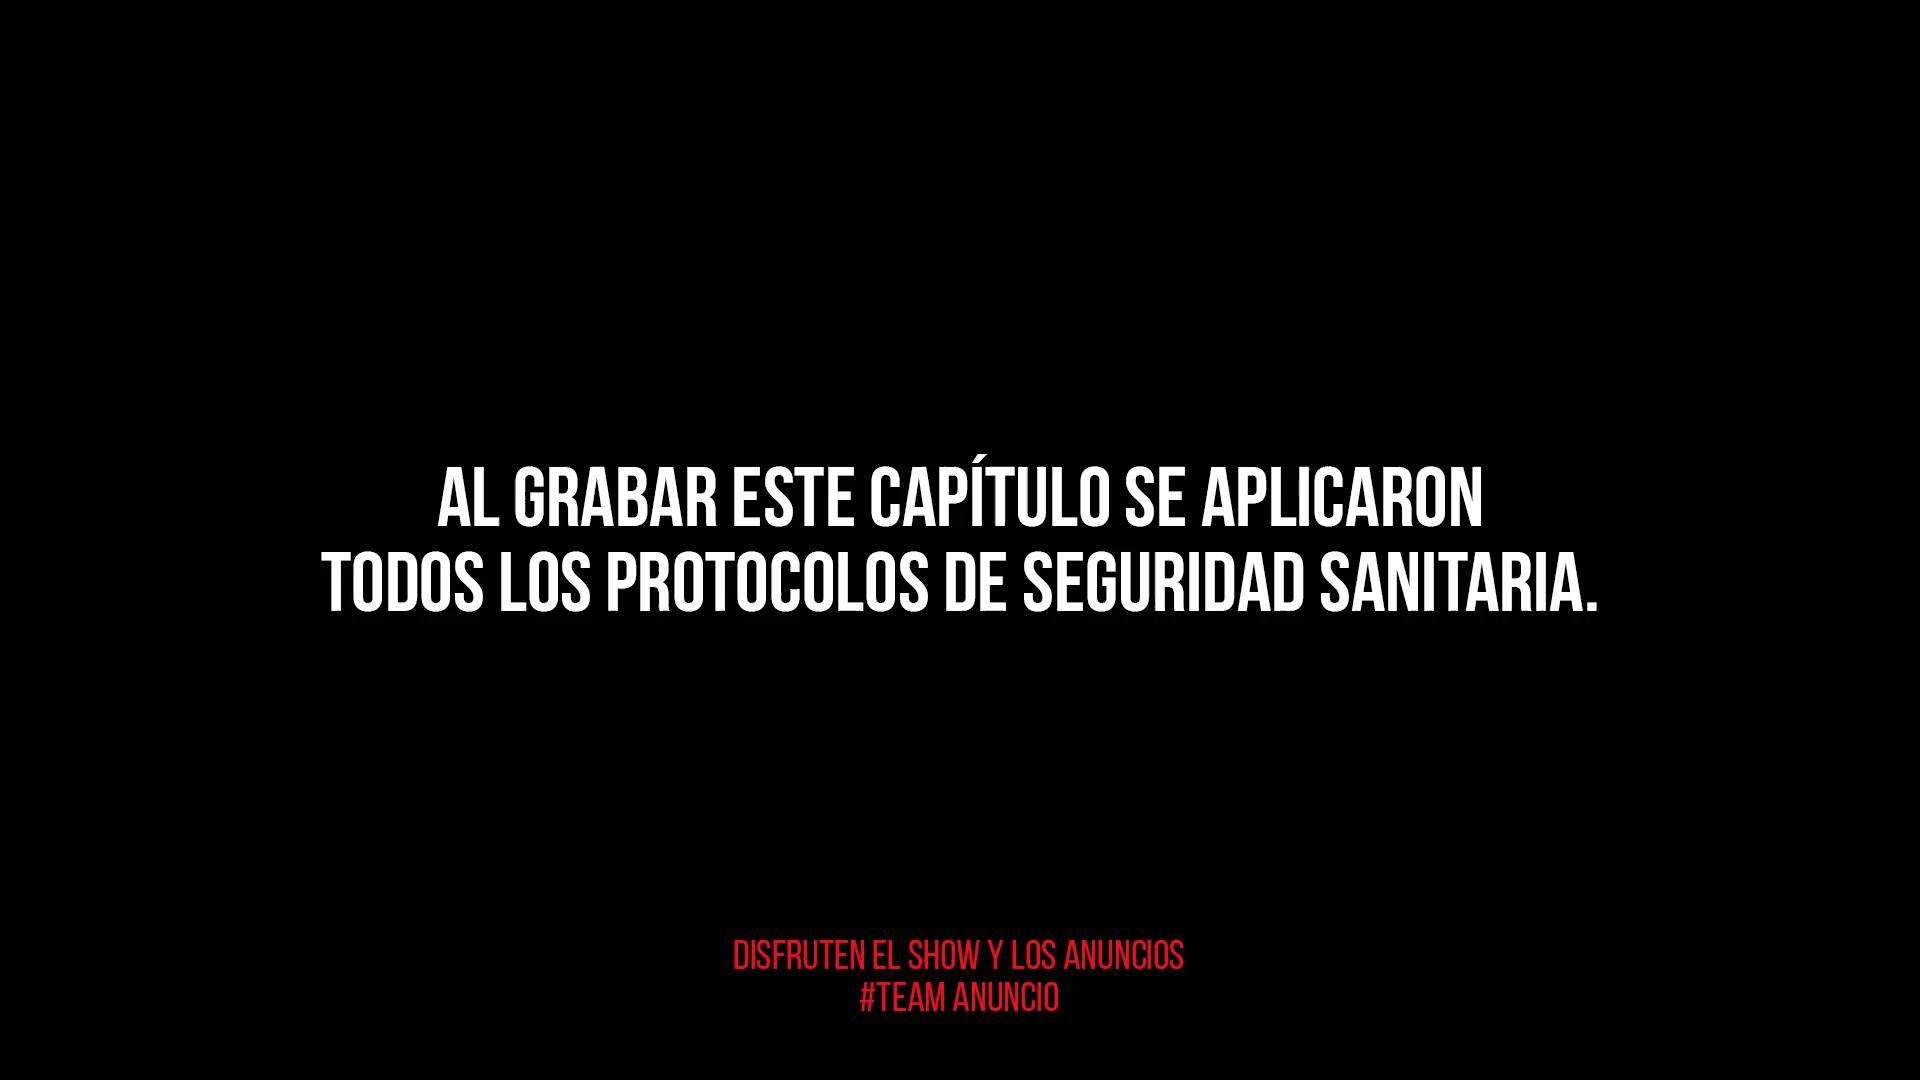 AL GRABAR ESTE CAPÍTULO SE APLICARON
TODOS LOS PROTOCOLOS DE SEGURIDAD SANITARIA.
DISFRUTEN EL SHOW Y LOS ANUNCIOS
#TEAM ANUNCIO